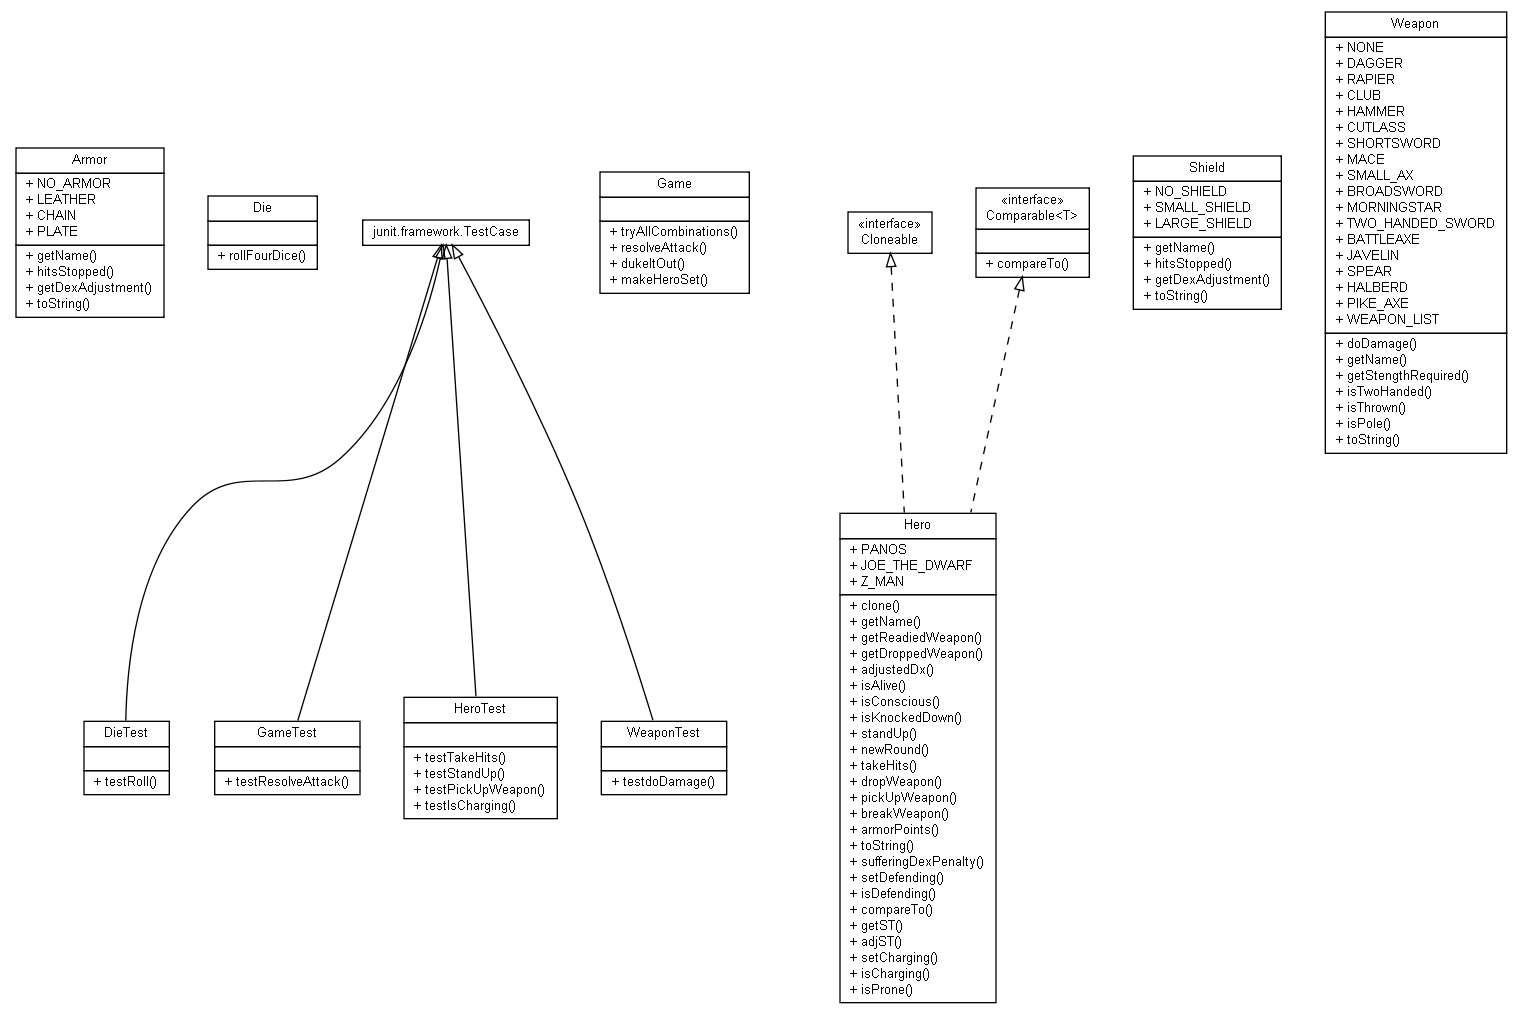 Armor
+ NO_ARMOR
+ LEATHER
+ CHAIN
+ PLATE
+ getName()
+ hitsStopped()
+ getDexAdjustment()
+ toString()
Die
+ rollFourDice()
junit.framework.TestCase
Game
+ tryAllCombinations()
+ resolveAttack()
+ dukeItOut()
+ makeHeroSet()
«interface»
Cloneable
«interface»
Comparable<T>
+ compareTo()
Shield
+ NO_SHIELD
+ SMALL_SHIELD
+ LARGE_SHIELD
+ getName()
+ hitsStopped()
+ getDexAdjustment()
+ toString()
Weapon
+ NONE
+ DAGGER
+ RAPIER
+ CLUB
+ HAMMER
+ CUTLASS
+ SHORTSWORD
+ MACE
+ SMALL_AX
+ BROADSWORD
+ MORNINGSTAR
+ TWO_HANDED_SWORD
+ BATTLEAXE
+ JAVELIN
+ SPEAR
+ HALBERD
+ PIKE_AXE
+ WEAPON_LIST
+ doDamage()
+ getName()
+ getStengthRequired()
+ isTwoHanded()
+ isThrown()
+ isPole()
+ toString()
DieTest
+ testRoll()
GameTest
+ testResolveAttack()
HeroTest
+ testTakeHits()
+ testStandUp()
+ testPickUpWeapon()
+ testIsCharging()
WeaponTest
+ testdoDamage()
Hero
+ PANOS
+ JOE_THE_DWARF
+ Z_MAN
+ clone()
+ getName()
+ getReadiedWeapon()
+ getDroppedWeapon()
+ adjustedDx()
+ isAlive()
+ isConscious()
+ isKnockedDown()
+ standUp()
+ newRound()
+ takeHits()
+ dropWeapon()
+ pickUpWeapon()
+ breakWeapon()
+ armorPoints()
+ toString()
+ sufferingDexPenalty()
+ setDefending()
+ isDefending()
+ compareTo()
+ getST()
+ adjST()
+ setCharging()
+ isCharging()
+ isProne()